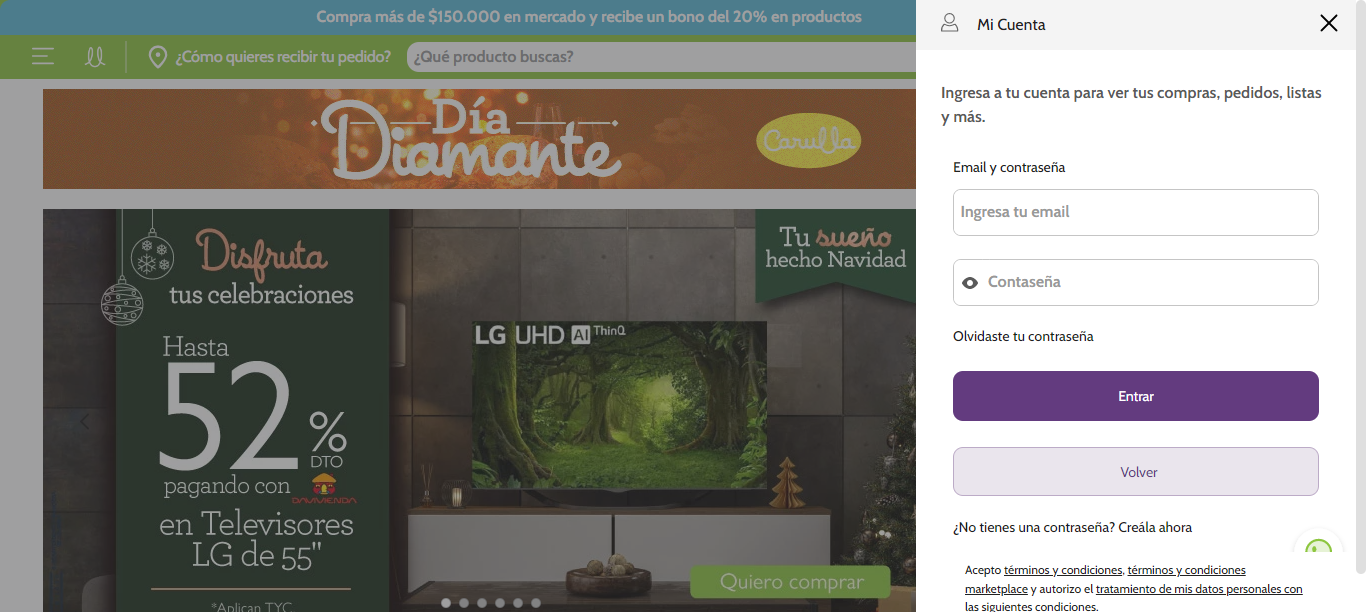 Compra más de $150.000 en mercado y recibe un bono del 20% en productos
¿Cómo quieres recibir tu pedido?
¿Qué producto buscas?
Día
Diamante
Carulla
Disfruta
tus celebraciones
Hasta
52%
DTO
pagando con
DAVIVIENDA
en Televisores
LG de 55"
*Aplican TYC
LG UHD AI ThinQ
Tu sueño
hecho Navidad
Quiero comprar
Mi Cuenta
Ingresa a tu cuenta para ver tus compras, pedidos, listas
y más.
Email y contraseña
Ingresa tu email
Contaseña
Olvidaste tu contraseña
Entrar
Volver
¿No tienes una contraseña? Creála ahora
Acepto términos y condiciones, términos y condiciones
marketplace y autorizo el tratamiento de mis datos personales con
las siguientes condiciones.